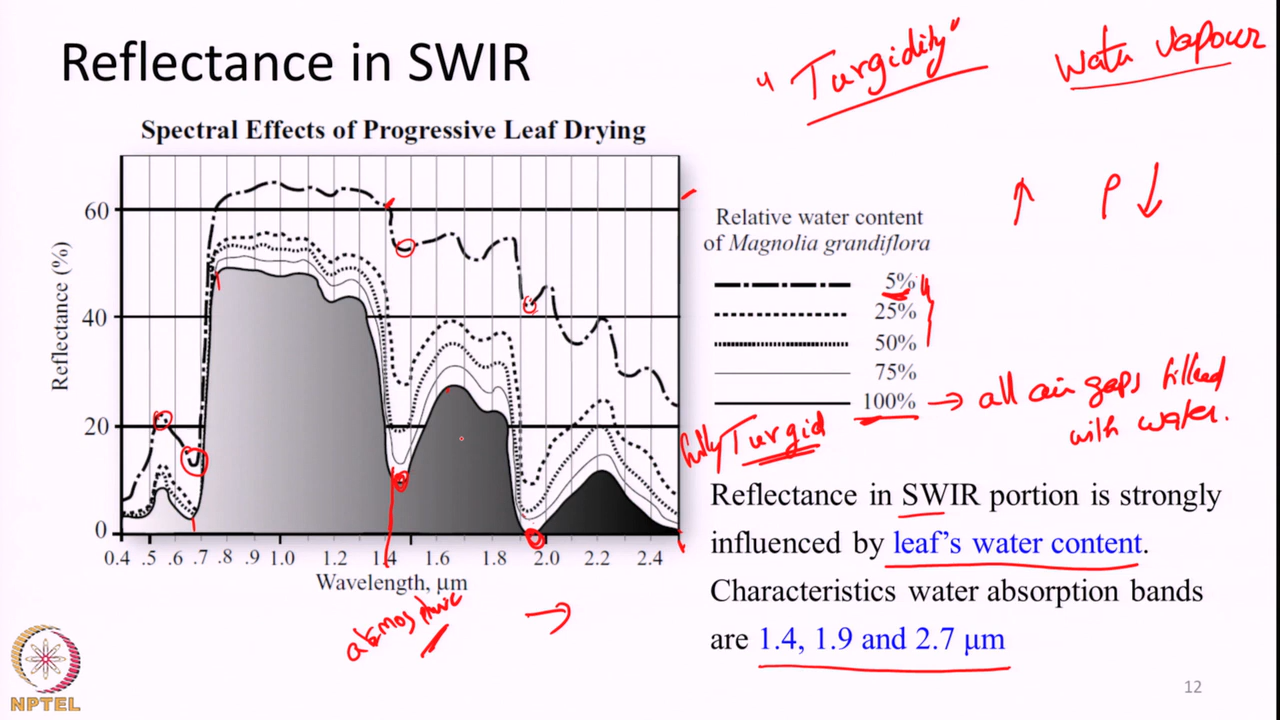 Reflectance in SWIR
"Turgidity"
Water vapour
Spectral Effects of Progressive Leaf Drying
Reflectance (%)
60
40
20
0
0.4 .5 .6 .7 .8 .9 1.0 1.2 1.4 1.6 1.8 2.0 2.2 2.4
Wavelength, μm
atmospheric
ρ
Relative water content
of Magnolia grandiflora
5%
25%
50%
75%
100%
all air gaps filled
with water.
fully Turgid
Reflectance in SWIR portion is strongly
influenced by leaf's water content.
Characteristics water absorption bands
are 1.4, 1.9 and 2.7 μm
NPTEL
12